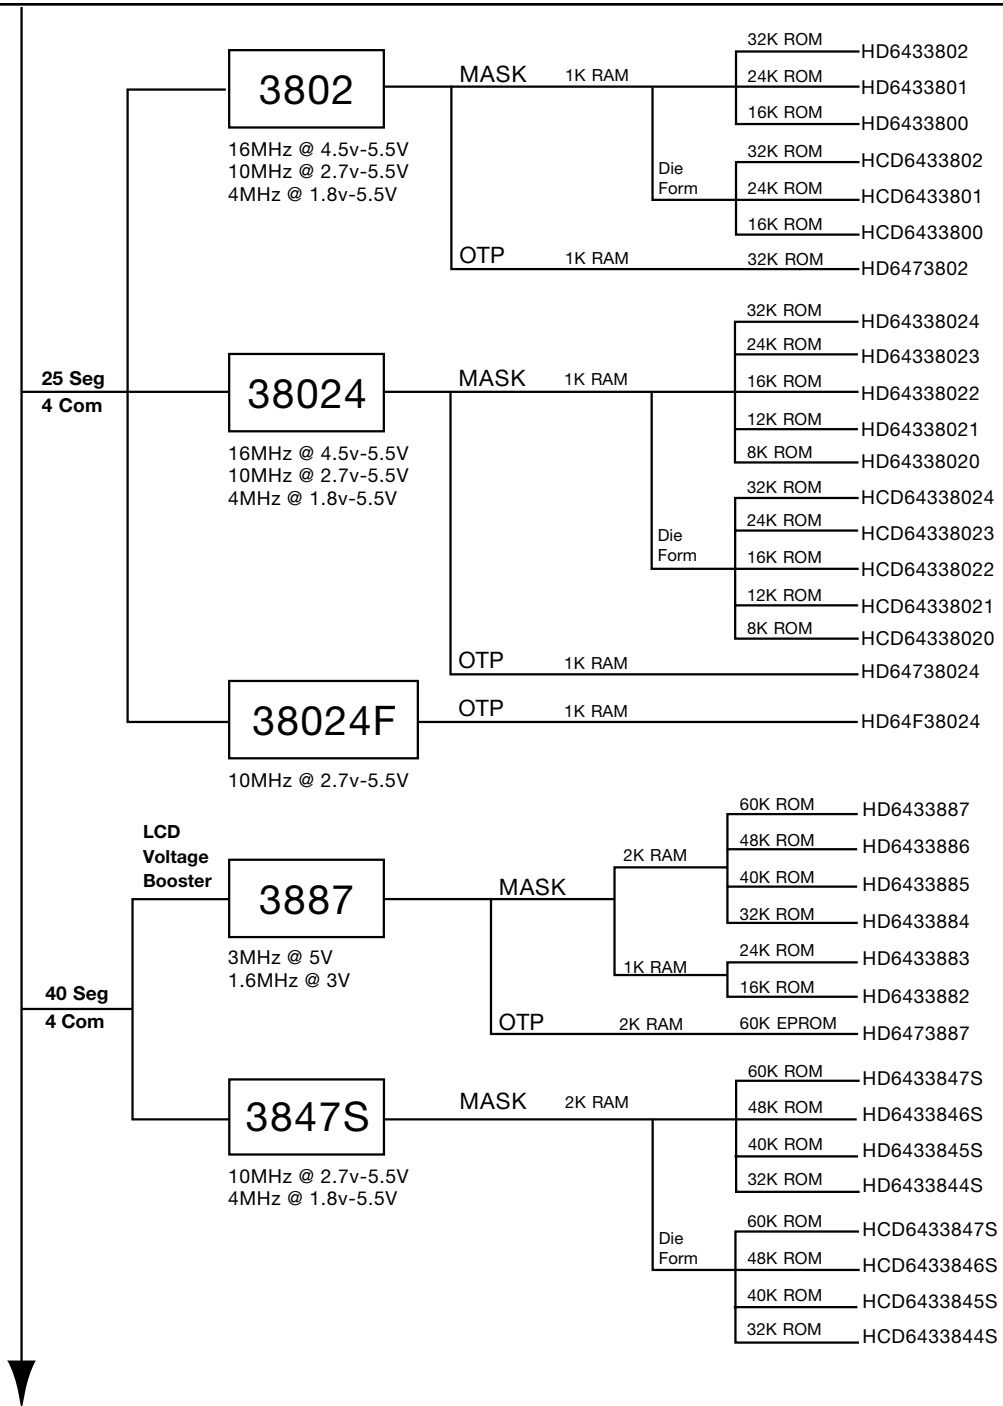 25 Seg
4 Com
3802
16MHz @ 4.5v-5.5V
10MHz @ 2.7v-5.5V
4MHz @ 1.8v-5.5V
MASK 1K RAM
32K ROM HD6433802
24K ROM HD6433801
16K ROM HD6433800
Die
Form
32K ROM HCD6433802
24K ROM HCD6433801
16K ROM HCD6433800
OTP 1K RAM 32K ROM HD6473802
38024
16MHz @ 4.5v-5.5V
10MHz @ 2.7v-5.5V
4MHz @ 1.8v-5.5V
MASK 1K RAM
32K ROM HD64338024
24K ROM HD64338023
16K ROM HD64338022
12K ROM HD64338021
8K ROM HD64338020
Die
Form
32K ROM HCD64338024
24K ROM HCD64338023
16K ROM HCD64338022
12K ROM HCD64338021
8K ROM HCD64338020
OTP 1K RAM HD64738024
38024F
10MHz @ 2.7v-5.5V
OTP 1K RAM HD64F38024
40 Seg
4 Com
LCD
Voltage
Booster
3887
3MHz @ 5V
1.6MHz @ 3V
MASK
2K RAM
60K ROM HD6433887
48K ROM HD6433886
40K ROM HD6433885
32K ROM HD6433884
1K RAM
24K ROM HD6433883
16K ROM HD6433882
OTP 2K RAM 60K EPROM HD6473887
3847S
10MHz @ 2.7v-5.5V
4MHz @ 1.8v-5.5V
MASK 2K RAM
60K ROM HD6433847S
48K ROM HD6433846S
40K ROM HD6433845S
32K ROM HD6433844S
Die
Form
60K ROM HCD6433847S
48K ROM HCD6433846S
40K ROM HCD6433845S
32K ROM HCD6433844S